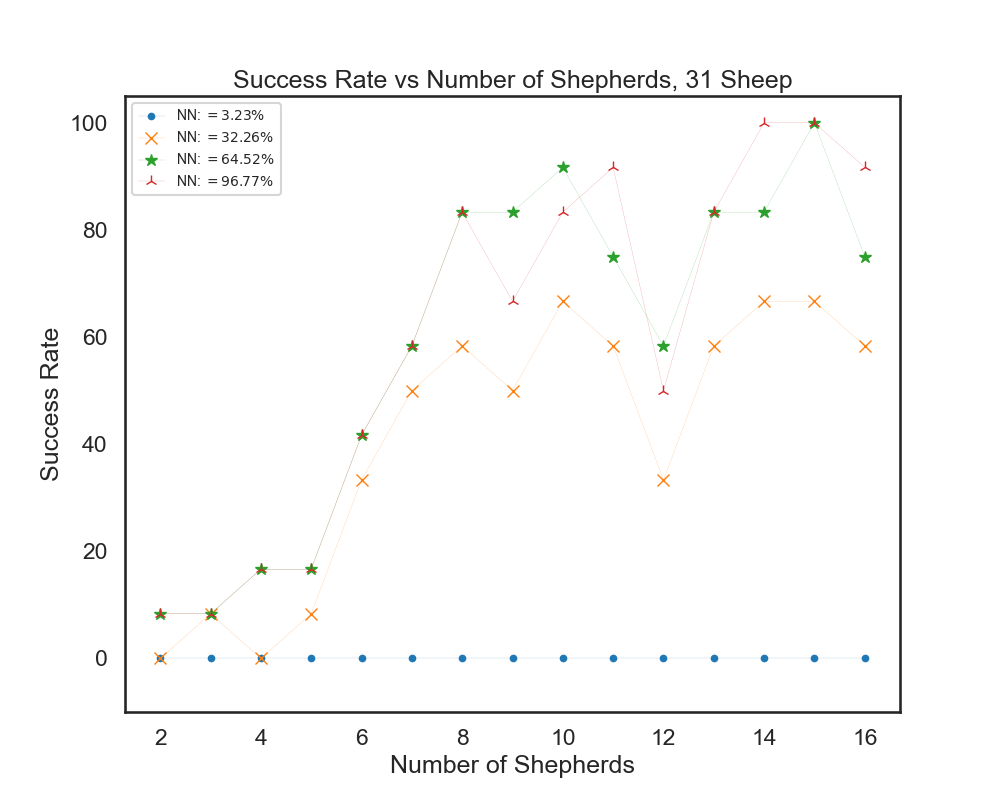 Success Rate vs Number of Shepherds, 31 Sheep
NN: =3.23%
NN: =32.26%
NN: =64.52%
NN: =96.77%
100
80
60
40
20
0
Success Rate
2 4 6 8 10 12 14 16
Number of Shepherds